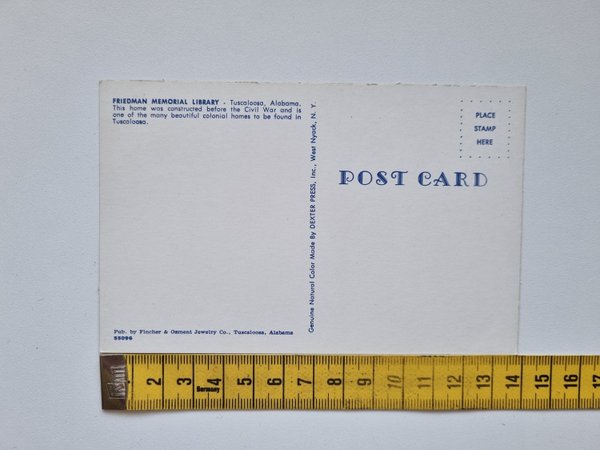 FRIEDMAN MEMORIAL LIBRARY - Tuscaloosa, Alabama.
This home was constructed before the Civil War and is
one of the many beautiful colonial homes to be found in
Tuscaloosa.
Genuine Natural Color Made By DEXTER PRESS, Inc., West Nyack, N. Y.
PLACE
STAMP
HERE
POST CARD
Pub. by Fincher & Ozment Jewelry Co., Tuscaloosa, Alabama
55096
2 3 4 5 6 7 8 9 10 11 12 13 14 15 16 17
Germany